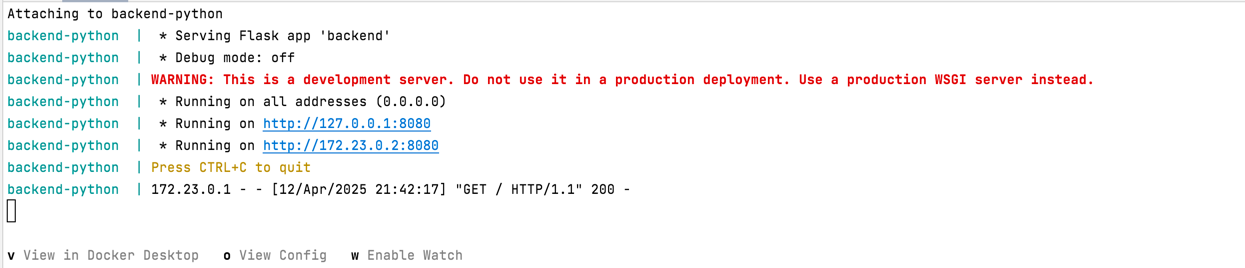 Attaching to backend-python
backend-python  |  * Serving Flask app 'backend'
backend-python  |  * Debug mode: off
backend-python  | WARNING: This is a development server. Do not use it in a production deployment. Use a production WSGI server instead.
backend-python  |  * Running on all addresses (0.0.0.0)
backend-python  |  * Running on http://127.0.0.1:8080
backend-python  |  * Running on http://172.23.0.2:8080
backend-python  | Press CTRL+C to quit
backend-python  | 172.23.0.1 - - [12/Apr/2025 21:42:17] "GET / HTTP/1.1" 200 -
v View in Docker Desktop   o View Config   w Enable Watch